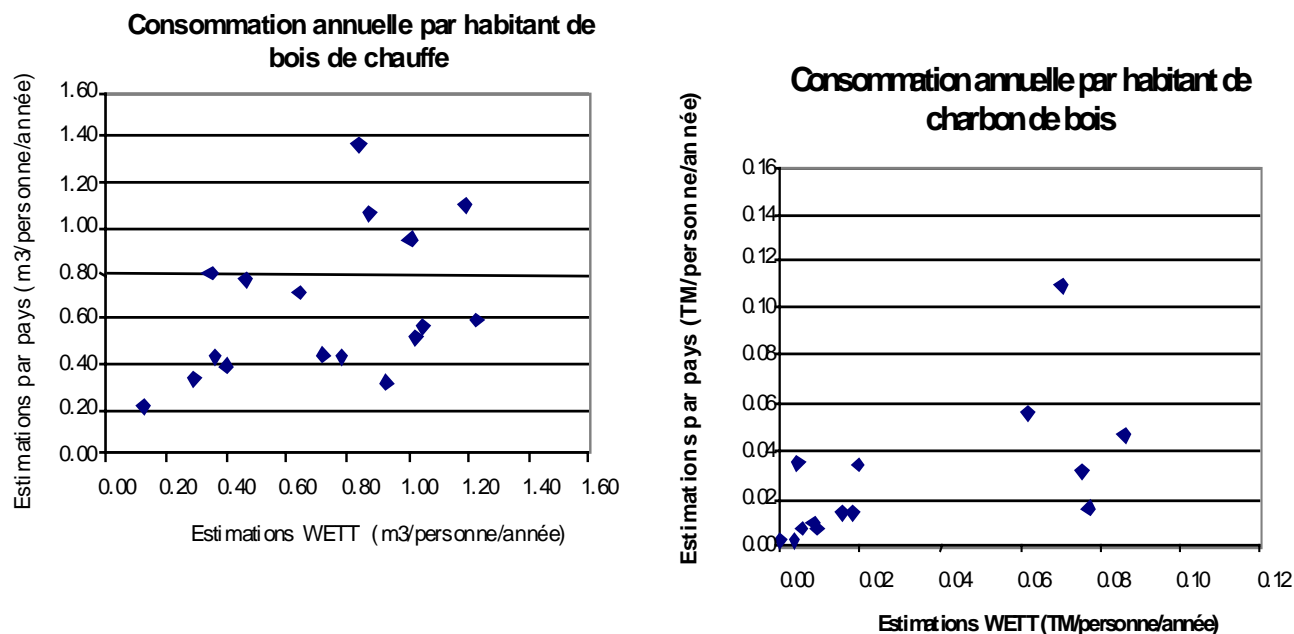 Consommation annuelle par habitant de
bois de chauffe
Estimations par pays (m3/personne/année)
1.60
1.40
1.20
1.00
0.80
0.60
0.40
0.20
0.00
0.00 0.20 0.40 0.60 0.80 1.00 1.20 1.40 1.60
Estimations WETT (m3/personne/année)
Consommation annuelle par habitant de
charbon de bois
Estimations par pays (TM/personne/année)
0.16
0.14
0.12
0.10
0.08
0.06
0.04
0.02
0.00
0.00 0.02 0.04 0.06 0.08 0.10 0.12
Estimations WETT (TM/personne/année)